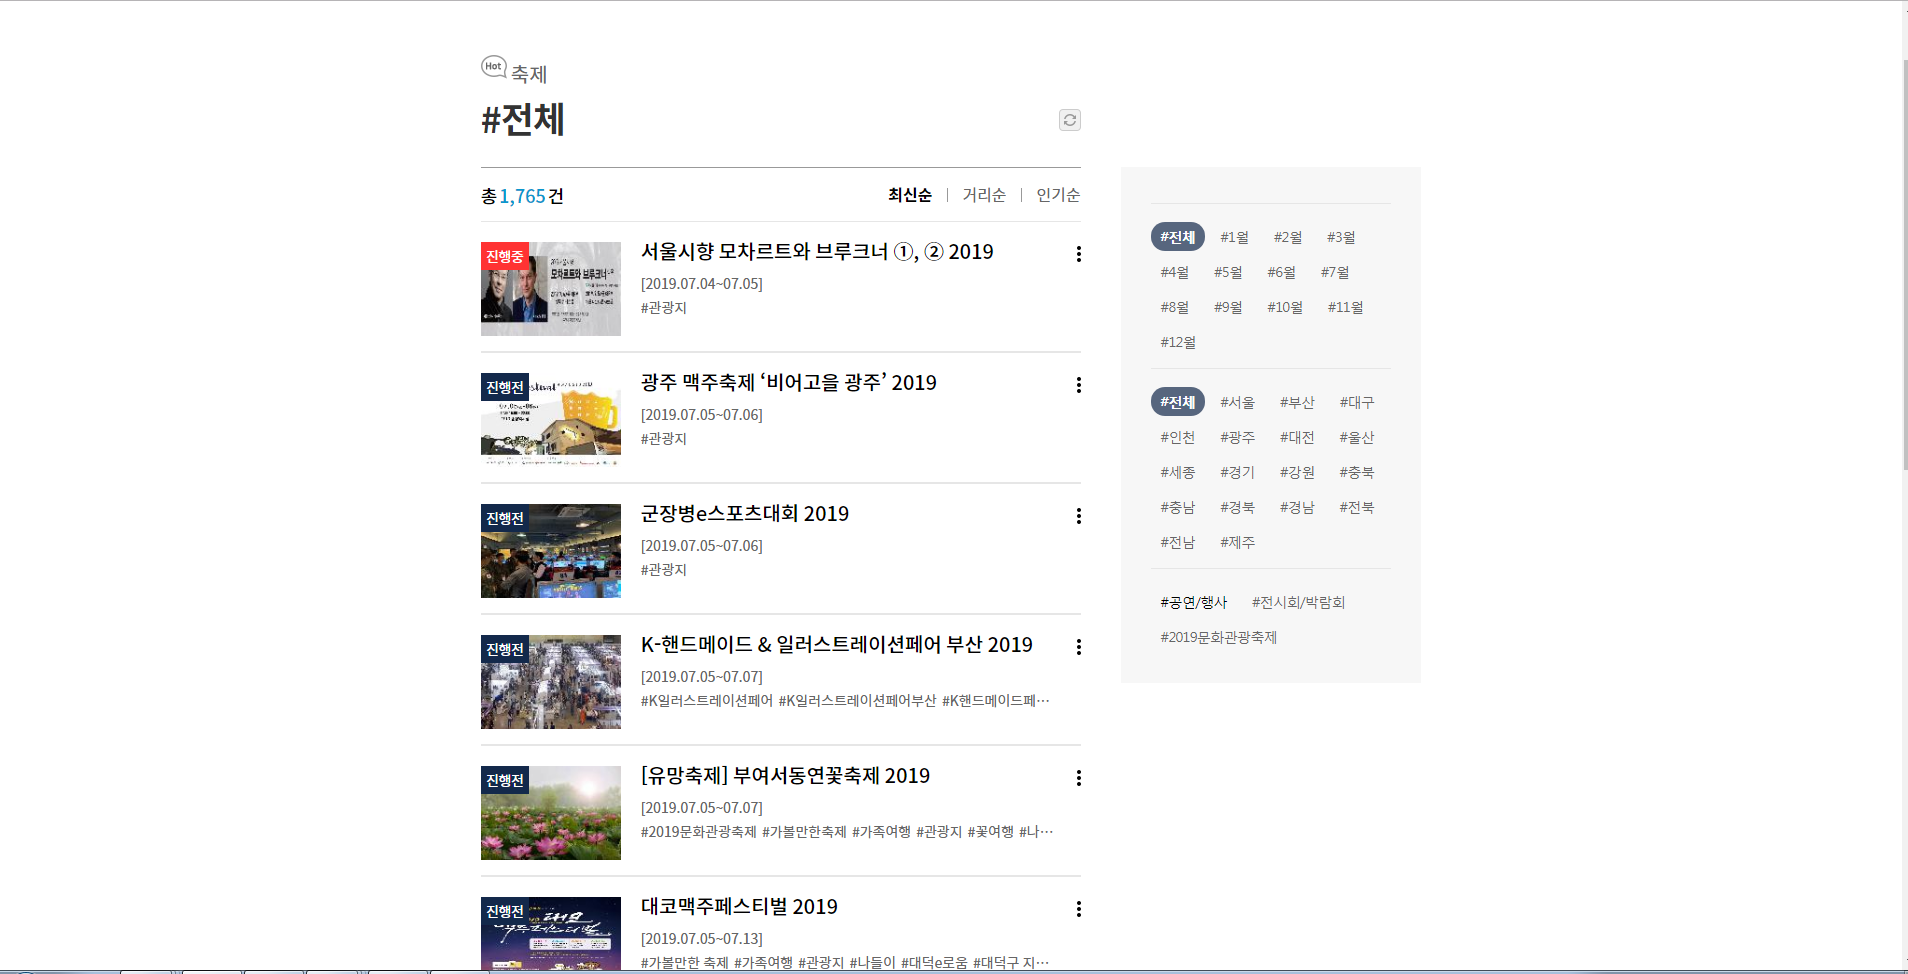 Hot 축제
#전체
총 1,765 건
최신순 | 거리순 | 인기순
진행중
모차르트와 브루크너
서울시향 모차르트와 브루크너 ①, ② 2019
[2019.07.04~07.05]
#관광지
진행전
광주 맥주축제 ‘비어고을 광주’ 2019
[2019.07.05~07.06]
#관광지
진행전
군장병e스포츠대회 2019
[2019.07.05~07.06]
#관광지
진행전
K-핸드메이드 & 일러스트레이션페어 부산 2019
[2019.07.05~07.07]
#K일러스트레이션페어 #K일러스트레이션페어부산 #K핸드메이드페…
진행전
[유망축제] 부여서동연꽃축제 2019
[2019.07.05~07.07]
#2019문화관광축제 #가볼만한축제 #가족여행 #관광지 #꽃여행 #나…
진행전
대코맥주페스티벌 2019
[2019.07.05~07.13]
#가볼만한 축제 #가족여행 #관광지 #나들이 #대덕e로움 #대덕구 지…
#전체 #1월 #2월 #3월
#4월 #5월 #6월 #7월
#8월 #9월 #10월 #11월
#12월
#전체 #서울 #부산 #대구
#인천 #광주 #대전 #울산
#세종 #경기 #강원 #충북
#충남 #경북 #경남 #전북
#전남 #제주
#공연/행사 #전시회/박람회
#2019문화관광축제